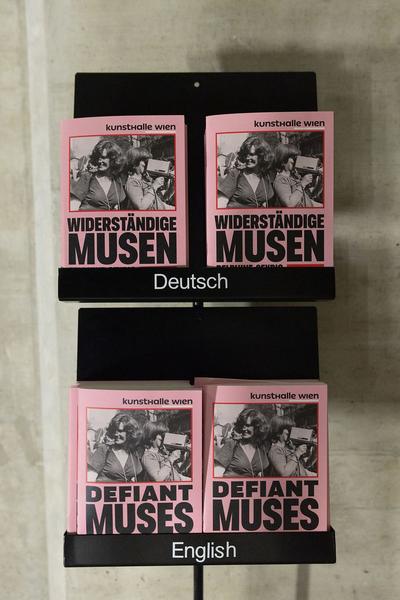 kunsthalle wien
WIDERSTÄNDIGE
MUSEN
kunsthalle wien
WIDERSTÄNDIGE
MUSEN
Deutsch
kunsthalle wien
DEFIANT
MUSES
kunsthalle wien
DEFIANT
MUSES
English